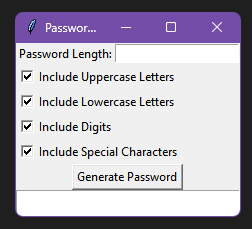 Passwor...
Password Length:
Include Uppercase Letters
Include Lowercase Letters
Include Digits
Include Special Characters
Generate Password